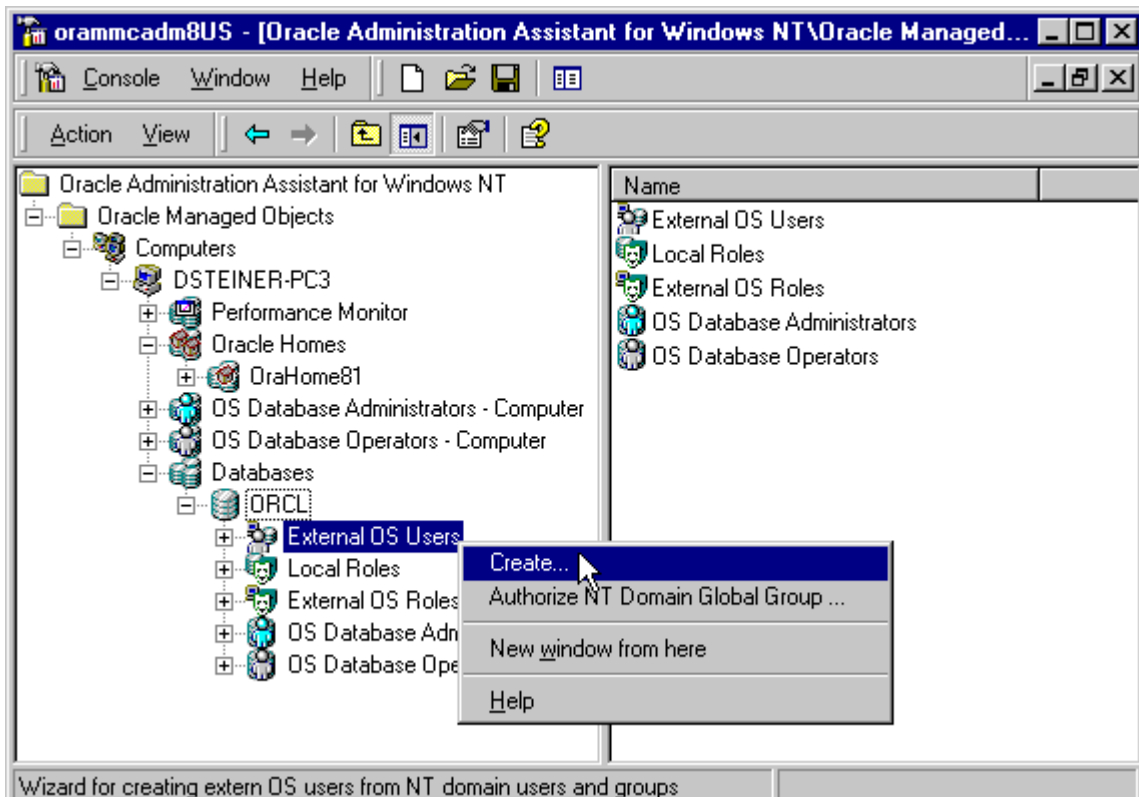 orammcadm8US - [Oracle Administration Assistant for Windows NT\Oracle Managed...
Console Window Help
Action View
Oracle Administration Assistant for Windows NT
Oracle Managed Objects
Computers
DSTEINER-PC3
Performance Monitor
Oracle Homes
OraHome81
OS Database Administrators - Computer
OS Database Operators - Computer
Databases
ORCL
External OS Users
Local Roles
External OS Roles
OS Database Adm
OS Database Ope
Create...
Authorize NT Domain Global Group ...
New window from here
Help
Name
External OS Users
Local Roles
External OS Roles
OS Database Administrators
OS Database Operators
Wizard for creating extern OS users from NT domain users and groups